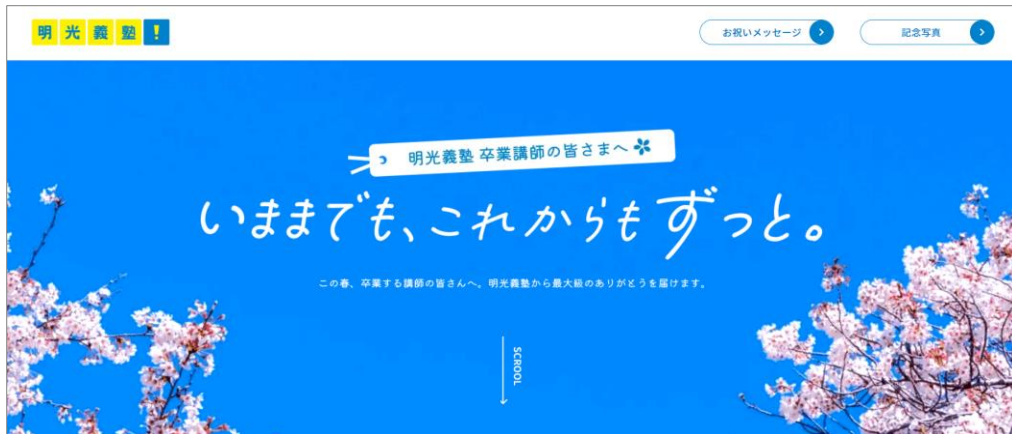 明光義塾!
お祝いメッセージ
記念写真
明光義塾 卒業講師の皆さまへ
いままでも、これからもずっと。
この春、卒業する講師の皆さんへ。明光義塾から最大級のありがとうを届けます。
SCROOL